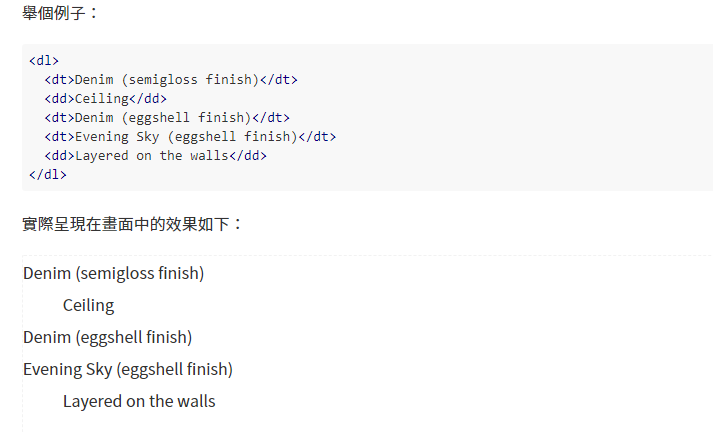 舉個例子：
<dl>
  <dt>Denim (semigloss finish)</dt>
  <dd>Ceiling</dd>
  <dt>Denim (eggshell finish)</dt>
  <dt>Evening Sky (eggshell finish)</dt>
  <dd>Layered on the walls</dd>
</dl>
實際呈現在畫面中的效果如下：
Denim (semigloss finish)
Ceiling
Denim (eggshell finish)
Evening Sky (eggshell finish)
Layered on the walls